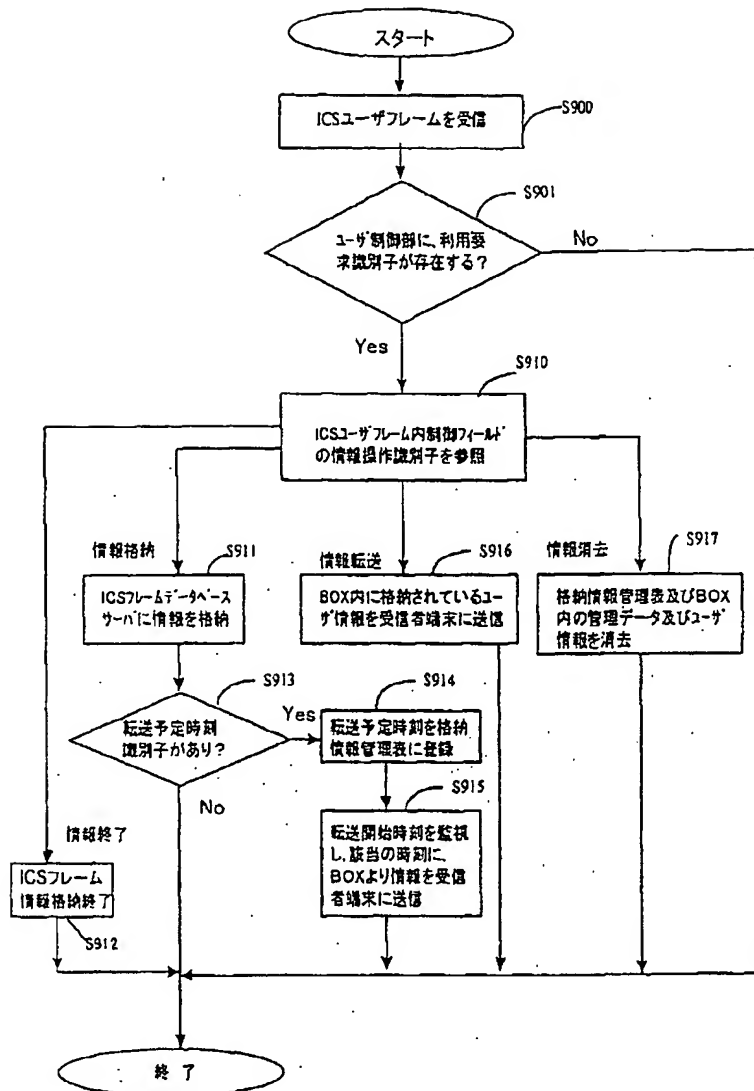 スタート
ICSユーザフレームを受信
S900
S901
ユーザ制御部に、利用要
求識別子が存在する?
No
Yes
S910
ICSユーザフレーム内制御フィールド
の情報操作識別子を参照
情報格納
S911
情報転送
S916
情報消去
S917
ICSフレームデータベース
サーバに情報を格納
BOX内に格納されているユー
ザ情報を受信者端末に送信
格納情報管理表及びBOX
内の管理データ及びユーザ
情報を消去
S913
転送予定時刻
識別子があり?
Yes
S914
転送予定時刻を格納
情報管理表に登録
No
S915
転送開始時刻を監視
し、該当の時刻に、
BOXより情報を受信
者端末に送信
情報終了
ICSフレーム
情報格納終了
S912
終了